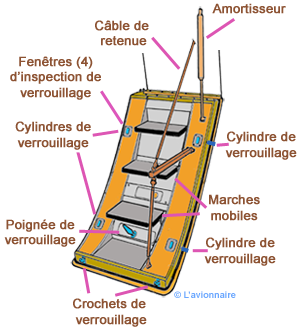 Amortisseur
Câble de
retenue
Fenêtres (4)
d'inspection de
verrouillage
Cylindres de
verrouillage
Cylindre de
verrouillage
Marches
mobiles
Poignée de
verrouillage
Cylindre de
verrouillage
Crochets de
verrouillage
© L'avionnaire